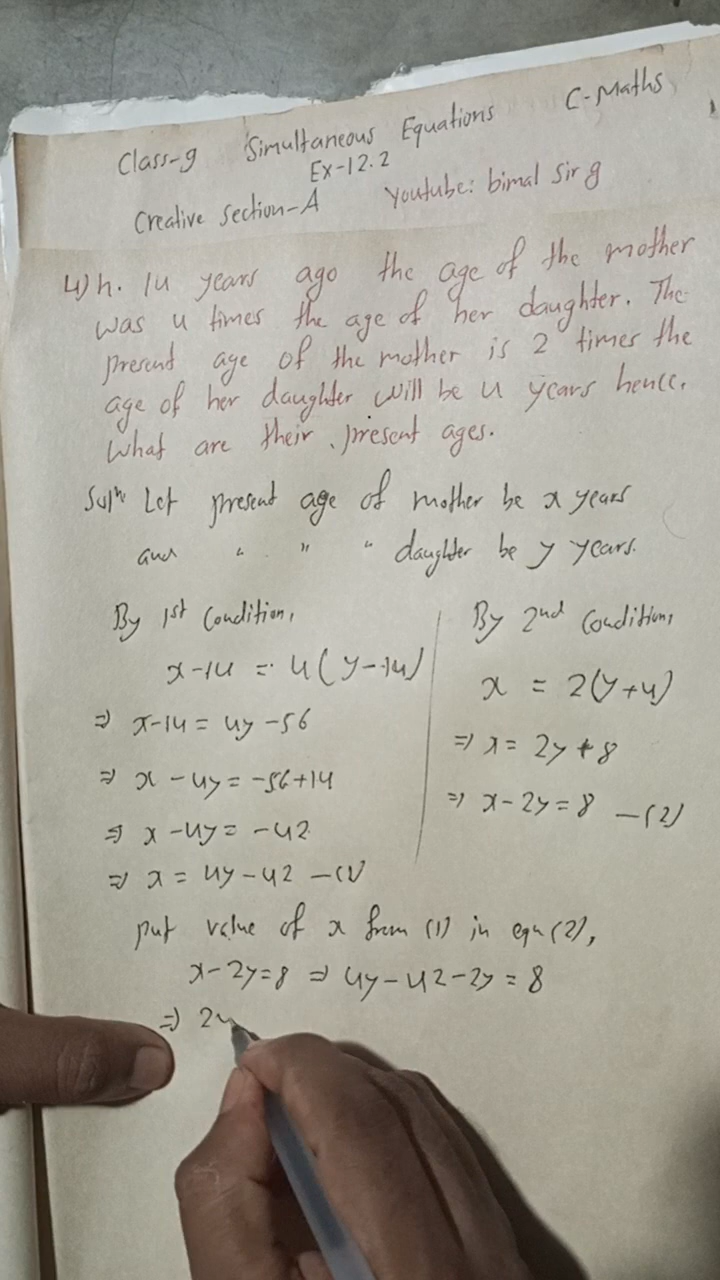 Class-9 Simultaneous Equations C-Maths
Ex-12.2
Creative Section-A Youtube: bimal Sir g
4) h. 14 years ago the age of the mother
was 4 times the age of her daughter. The
present age of the mother is 2 times the
age of her daughter will be 4 years hence.
What are their present ages.
Solⁿ Let present age of mother be x years
and " " " daughter be y years.
By 1st Condition,
x-14 = 4(y-14)
⇒ x-14 = 4y-56
⇒ x-4y = -56+14
⇒ x-4y = -42
⇒ x = 4y-42 -(1)
By 2nd Condition,
x = 2(y+4)
⇒ x = 2y+8
⇒ x-2y=8 -(2)
put value of x from (1) in eqn (2),
x-2y=8 ⇒ 4y-42-2y=8
⇒ 2y